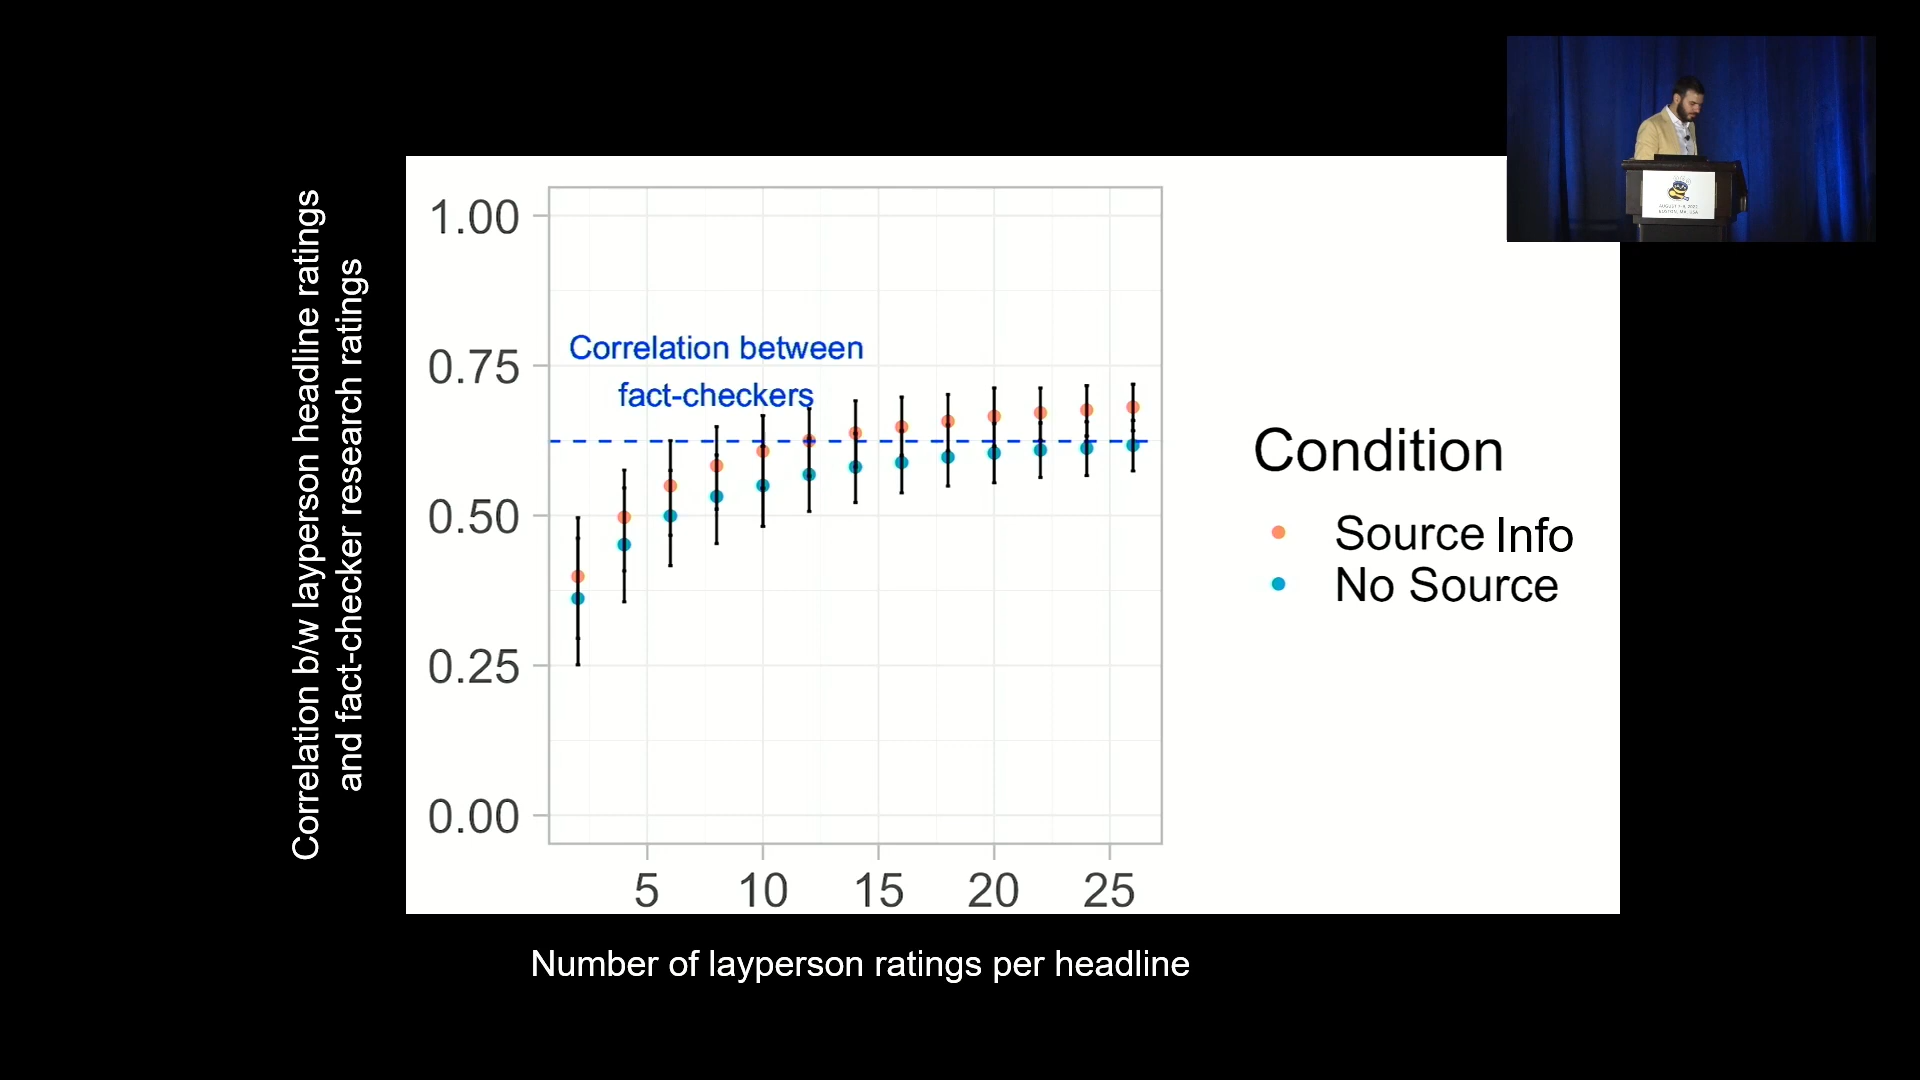 Correlation b/w layperson headline ratings
and fact-checker research ratings
1.00
0.75
0.50
0.25
0.00
Correlation between
fact-checkers
5 10 15 20 25
Number of layperson ratings per headline
Condition
Source Info
No Source